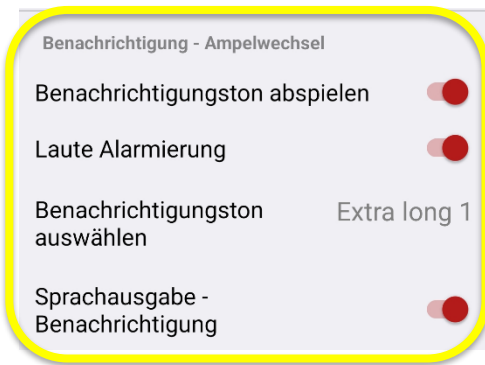 Benachrichtigung - Ampelwechsel
Benachrichtigungston abspielen
Laute Alarmierung
Benachrichtigungston
auswählen
Extra long 1
Sprachausgabe -
Benachrichtigung